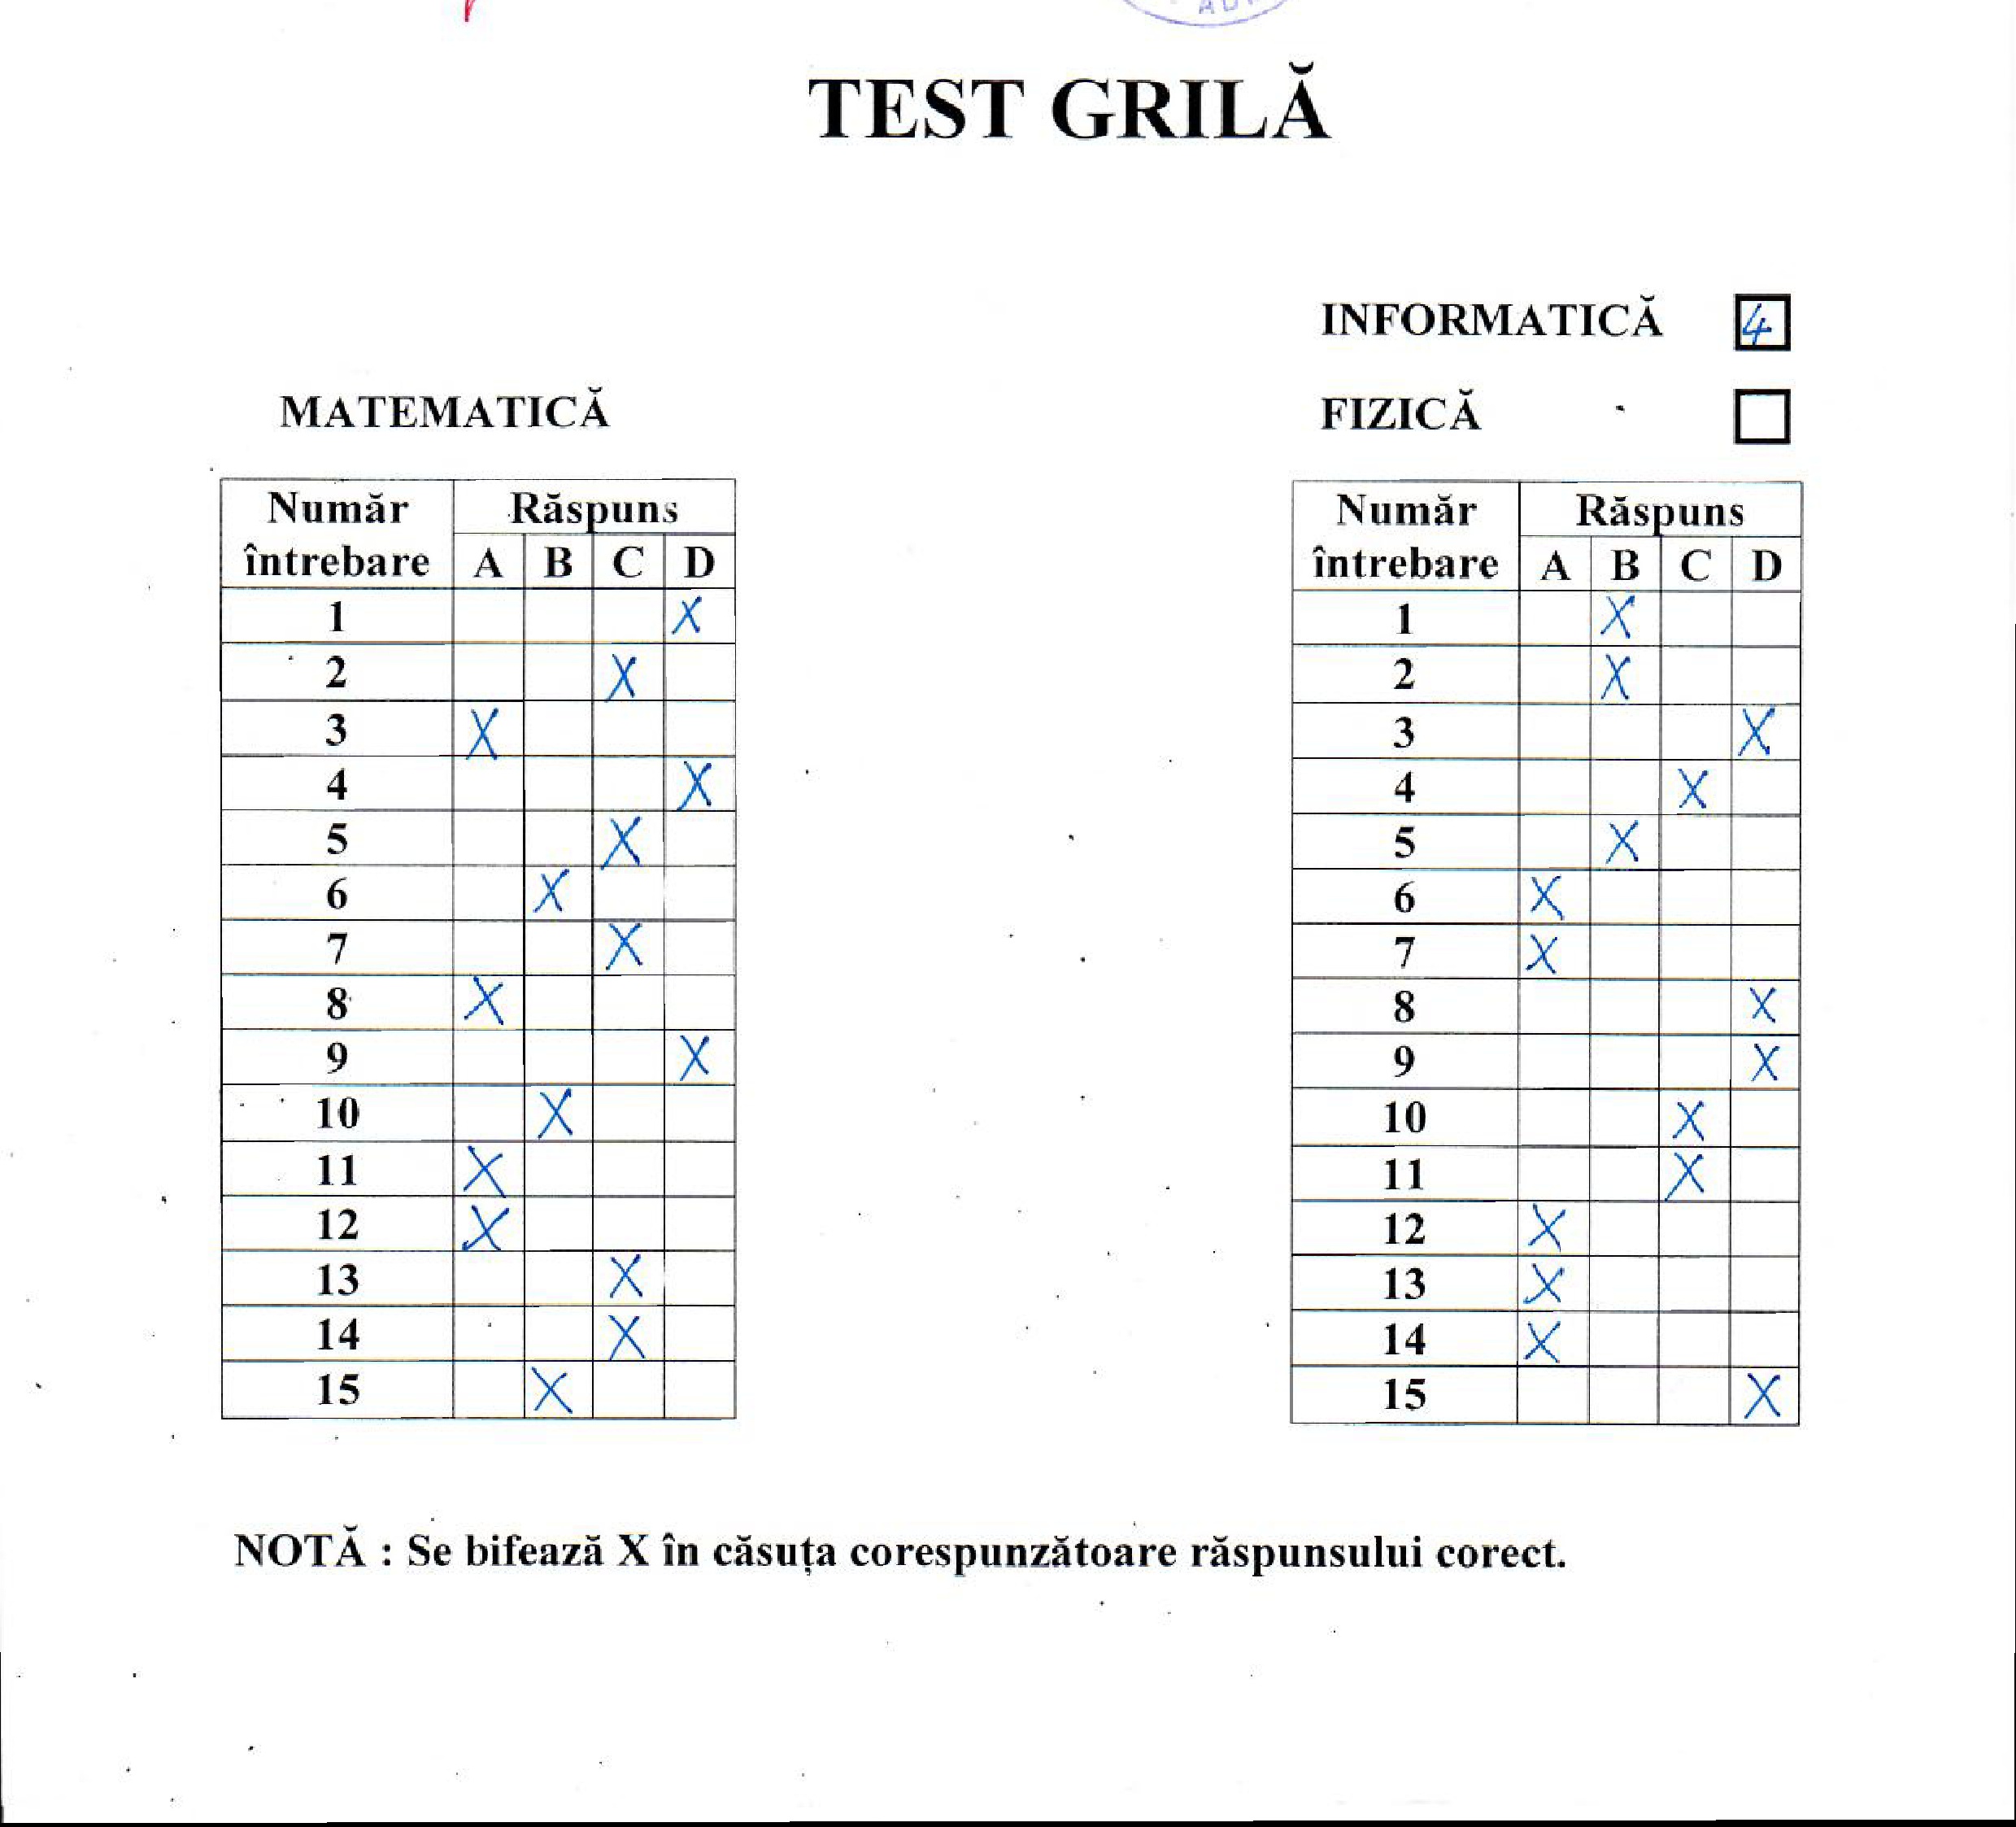 TEST GRILĂ
INFORMATICĂ 4
FIZICĂ
MATEMATICĂ
Număr întrebare Răspuns
A B C D
1 X
2 X
3 X
4 X
5 X
6 X
7 X
8 X
9 X
10 X
11 X
12 X
13 X
14 X
15 X
Număr întrebare Răspuns
A B C D
1 X
2 X
3 X
4 X
5 X
6 X
7 X
8 X
9 X
10 X
11 X
12 X
13 X
14 X
15 X
NOTĂ : Se bifează X în căsuța corespunzătoare răspunsului corect.